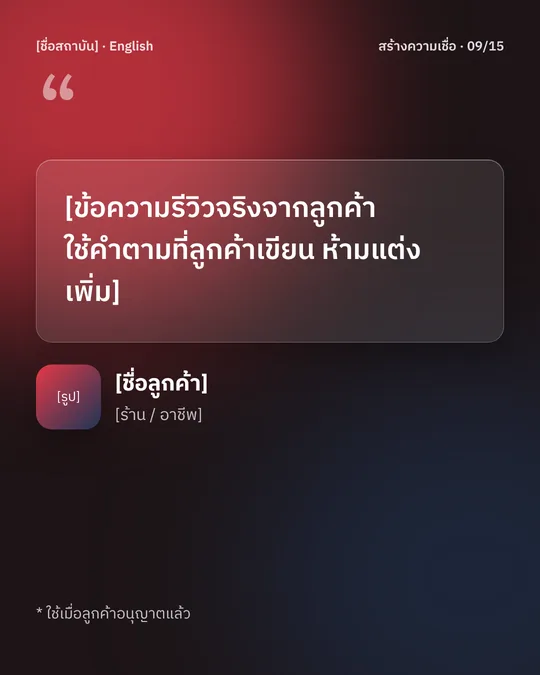 [ชื่อสถาบัน] · English
สร้างความเชื่อ · 09/15
“
[ข้อความรีวิวจริงจากลูกค้า
ใช้คำตามที่ลูกค้าเขียน ห้ามแต่ง
เพิ่ม]
[รูป]
[ชื่อลูกค้า]
[ร้าน / อาชีพ]
* ใช้เมื่อลูกค้าอนุญาตแล้ว